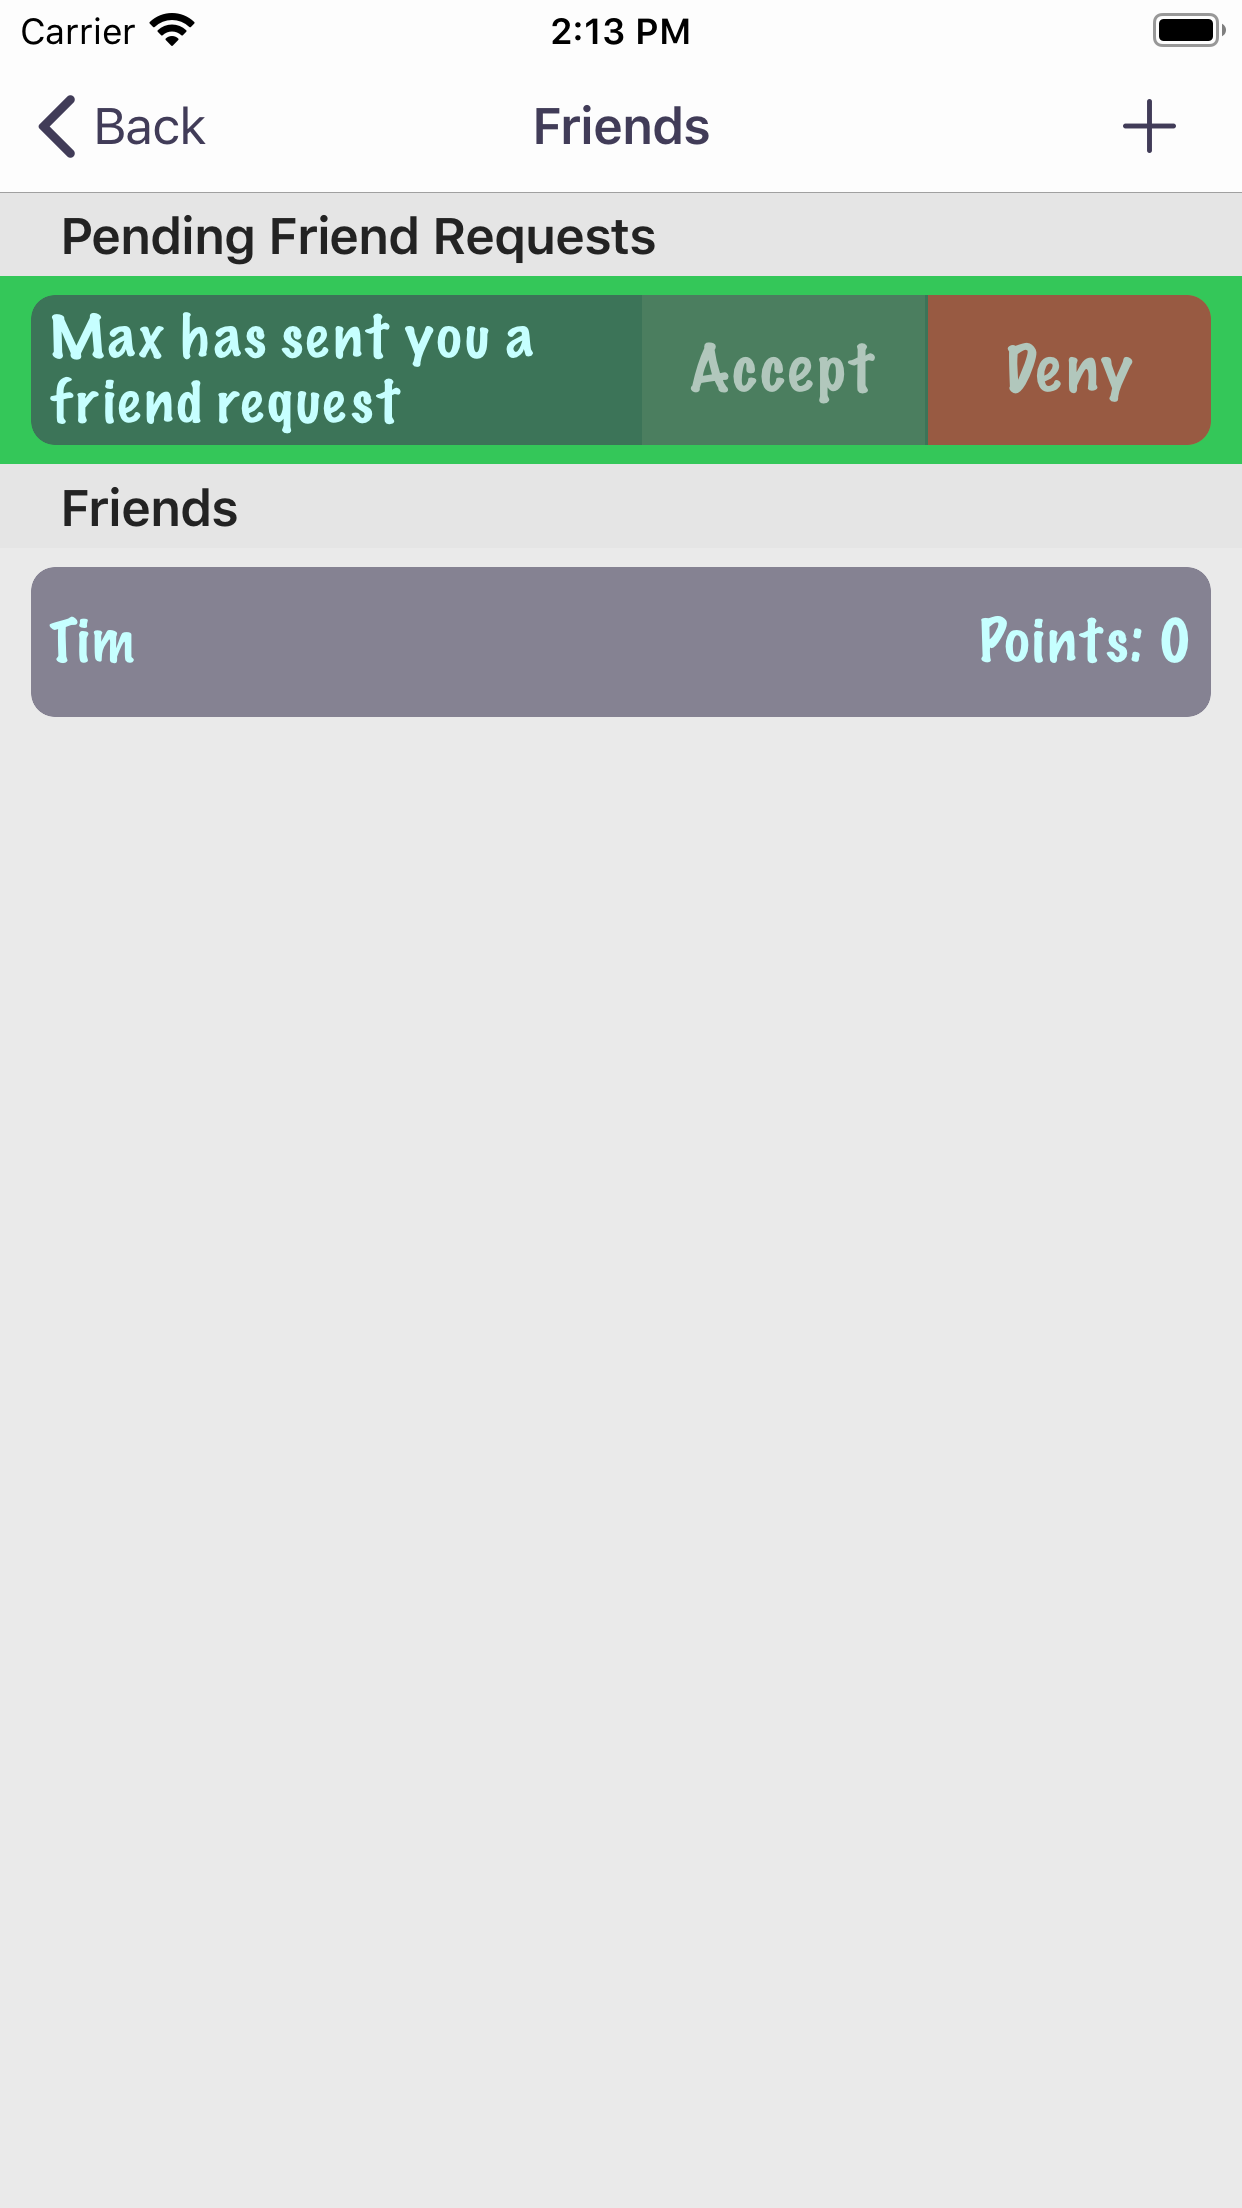 Carrier 2:13 PM
Back Friends
Pending Friend Requests
Max has sent you a
friend request
Accept Deny
Friends
Tim Points: 0